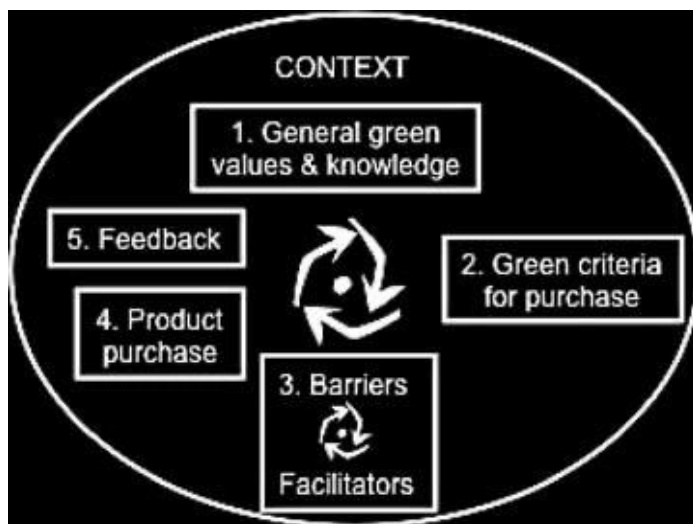 CONTEXT
1. General green
values & knowledge
2. Green criteria
for purchase
3. Barriers
Facilitators
4. Product
purchase
5. Feedback